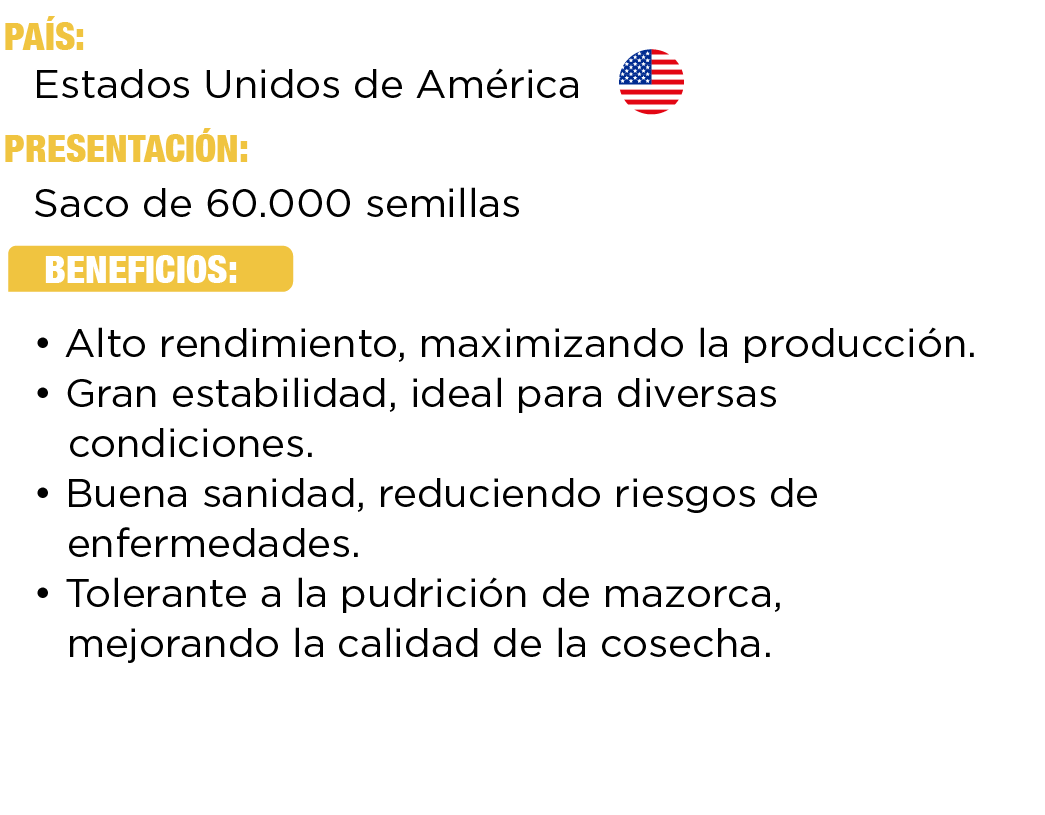 PAÍS:
Estados Unidos de América
PRESENTACIÓN:
Saco de 60.000 semillas
BENEFICIOS:
• Alto rendimiento, maximizando la producción.
• Gran estabilidad, ideal para diversas
condiciones.
• Buena sanidad, reduciendo riesgos de
enfermedades.
• Tolerante a la pudrición de mazorca,
mejorando la calidad de la cosecha.